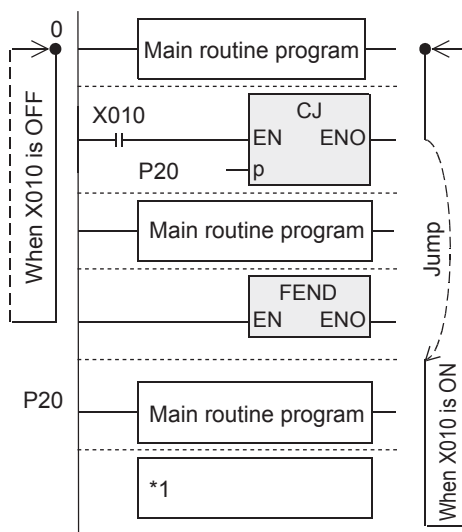 0
Main routine program
When X010 is OFF
X010
CJ
EN ENO
P20
p
Main routine program
Jump
FEND
EN ENO
P20
Main routine program
When X010 is ON
*1